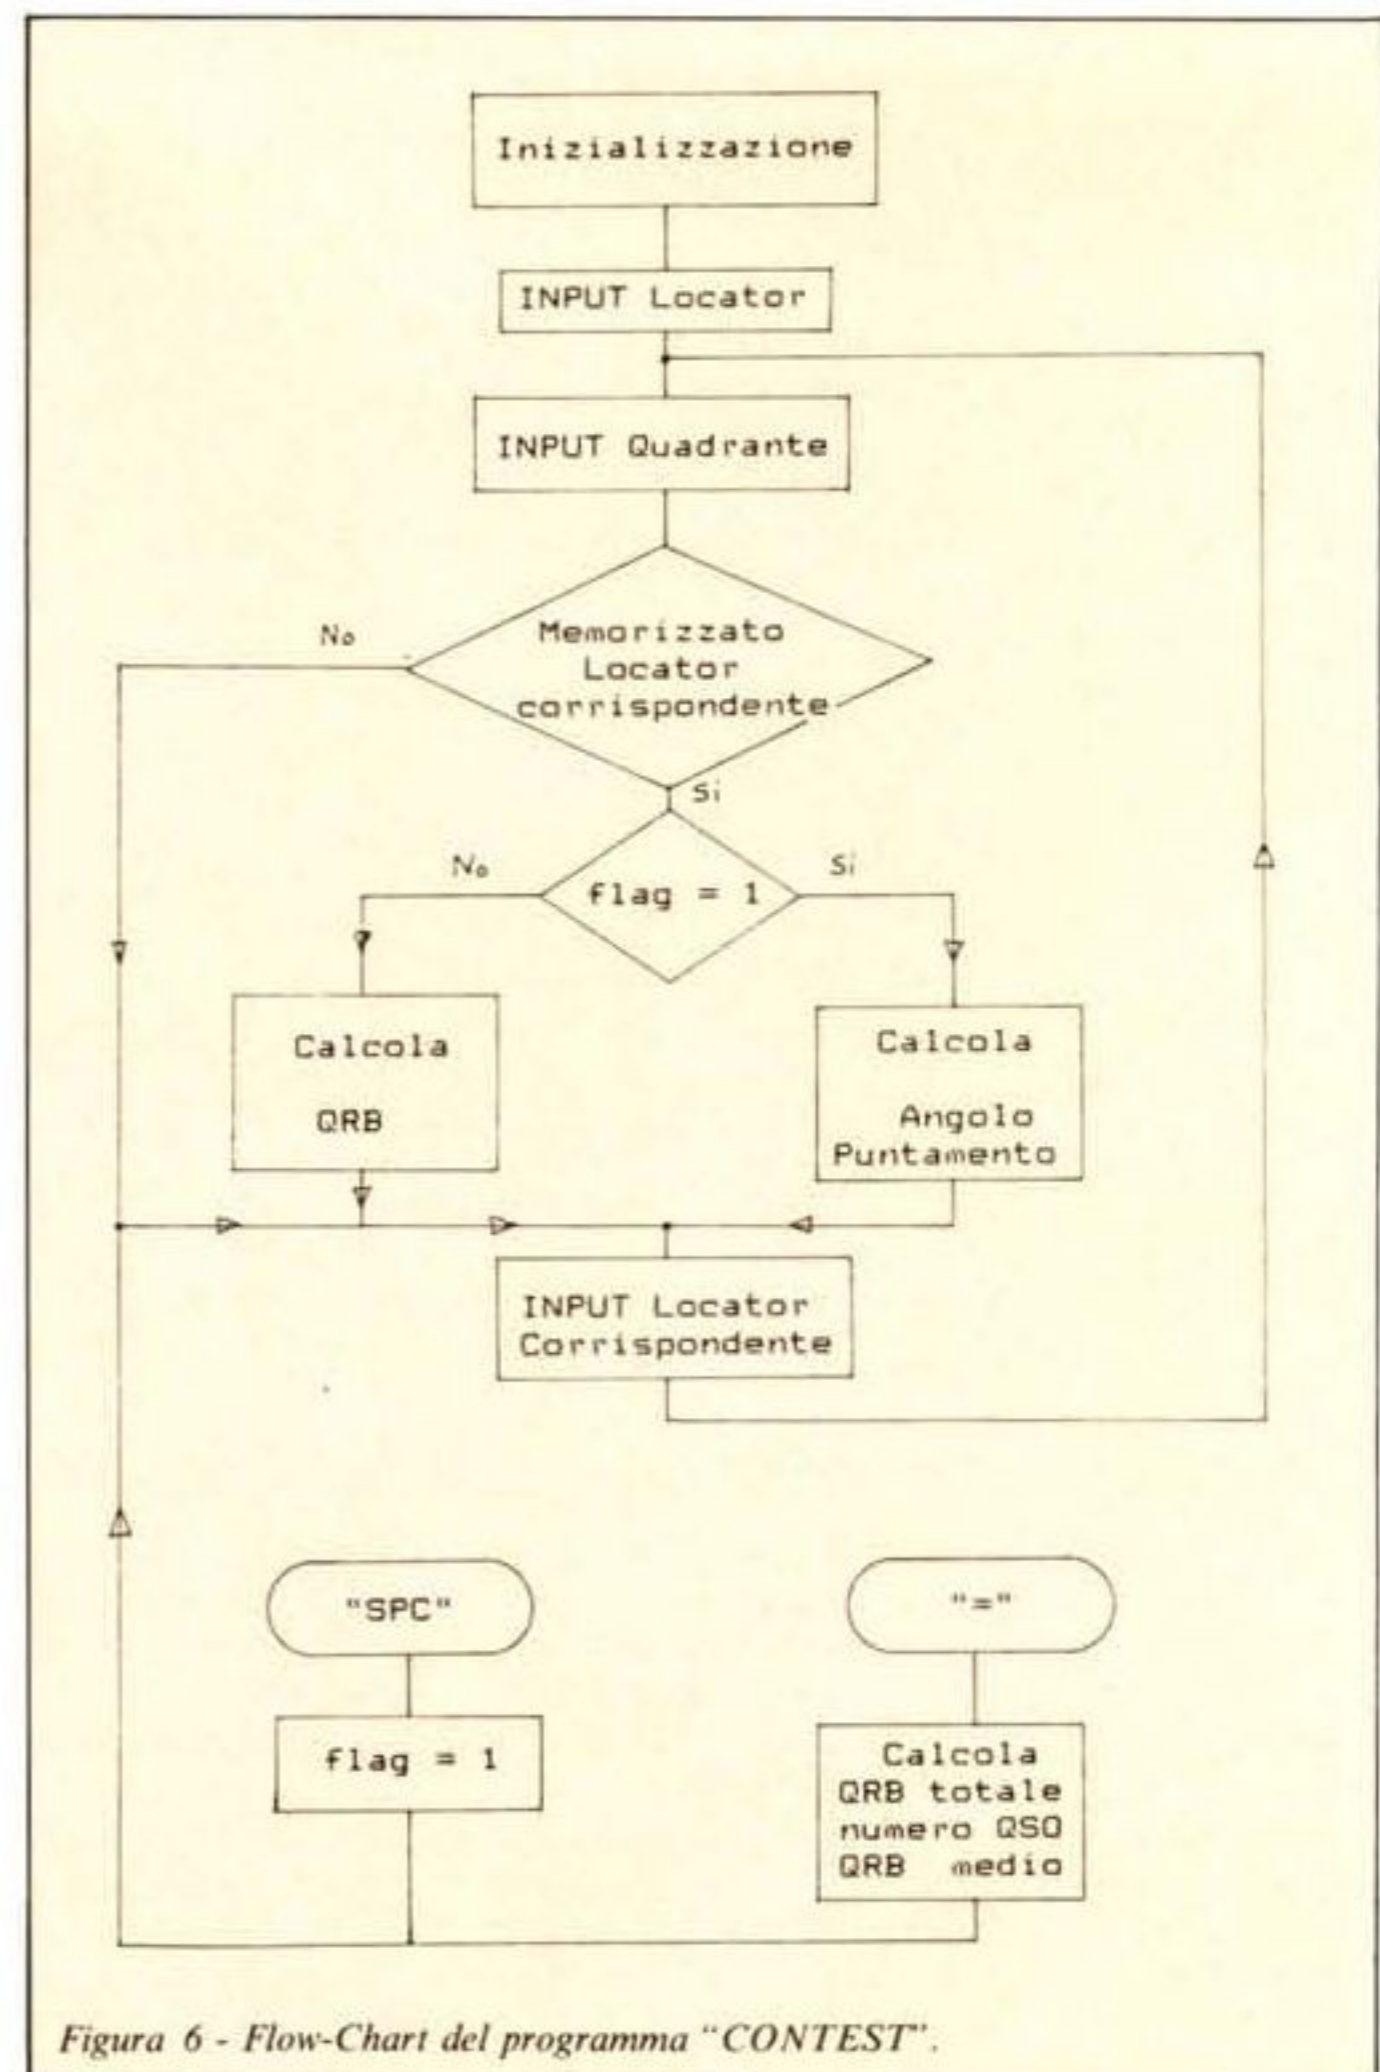 Inizializzazione
INPUT Locator
INPUT Quadrante
No
Memorizzato
Locator
corrispondente
Si
No
flag = 1
Si
Calcola
QRB
Calcola
Angolo
Puntamento
INPUT Locator
Corrispondente
"SPC"
"="
flag = 1
Calcola
QRB totale
numero QSO
QRB medio
Figura 6 - Flow-Chart del programma "CONTEST".